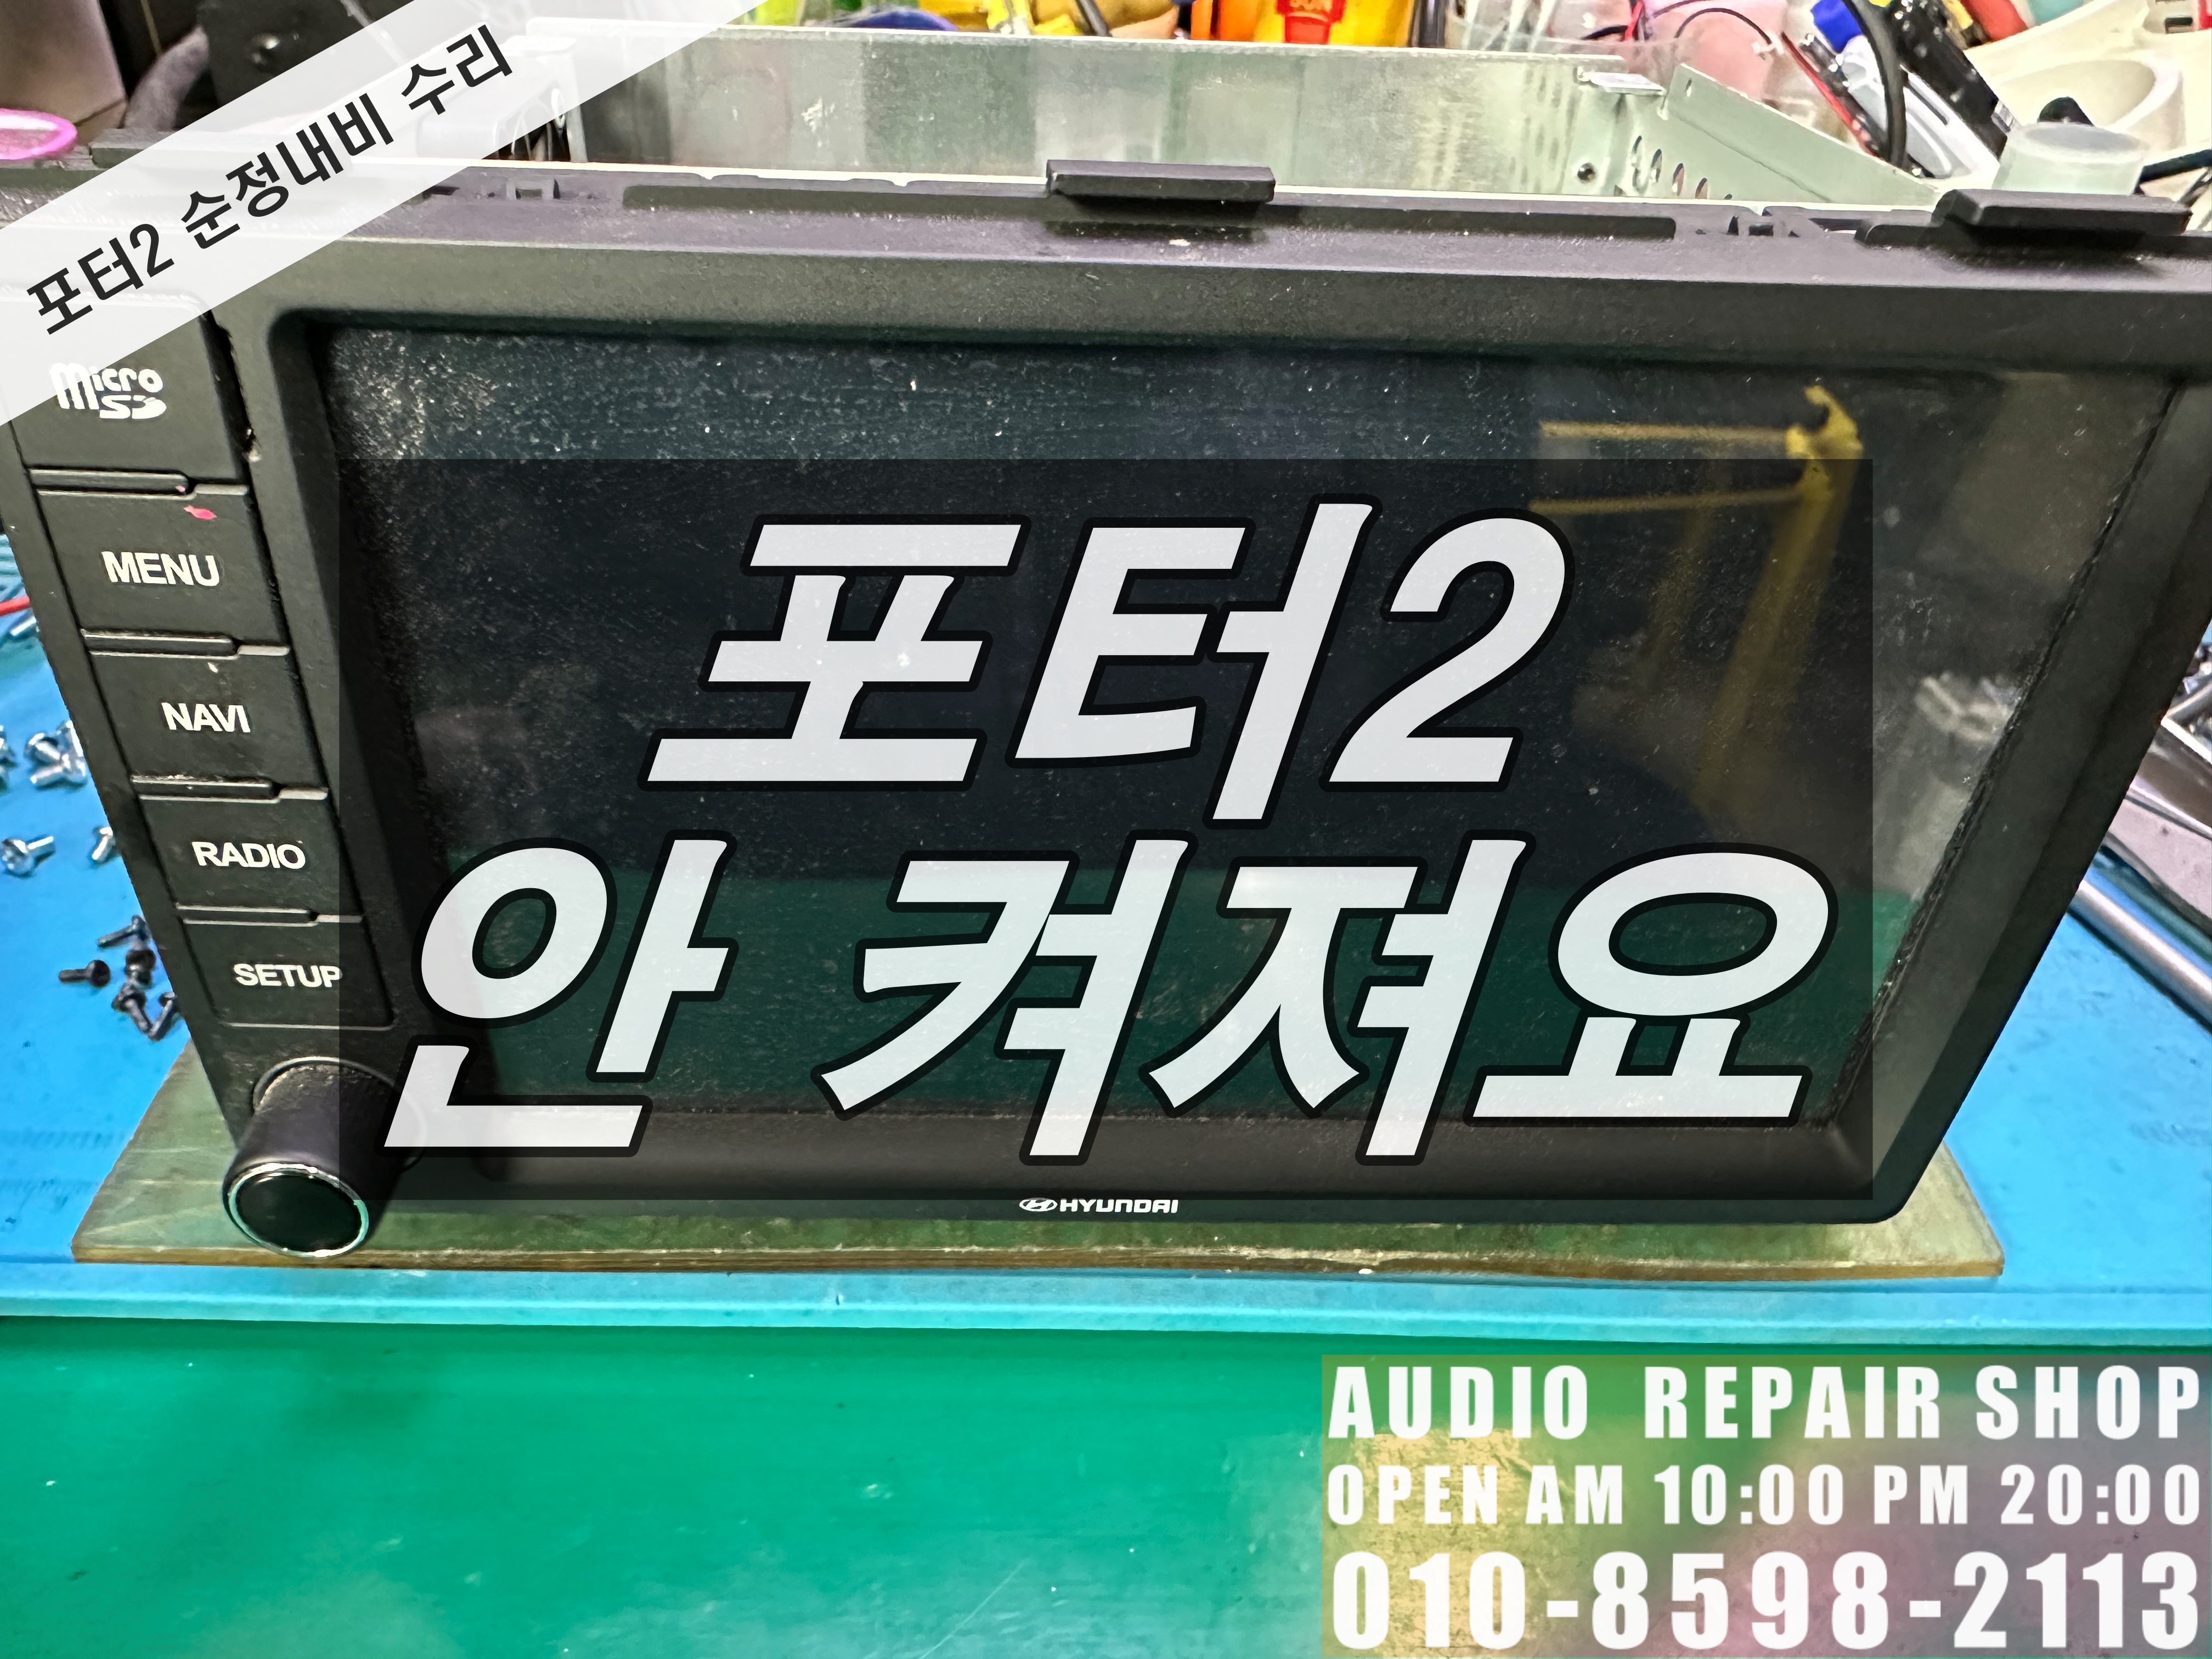 포터2 순정내비 수리
micro
SD
MENU
NAVI
RADIO
SETUP
포터2
안 켜져요
HYUNDAI
AUDIO REPAIR SHOP
OPEN AM 10:00 PM 20:00
010-8598-2113